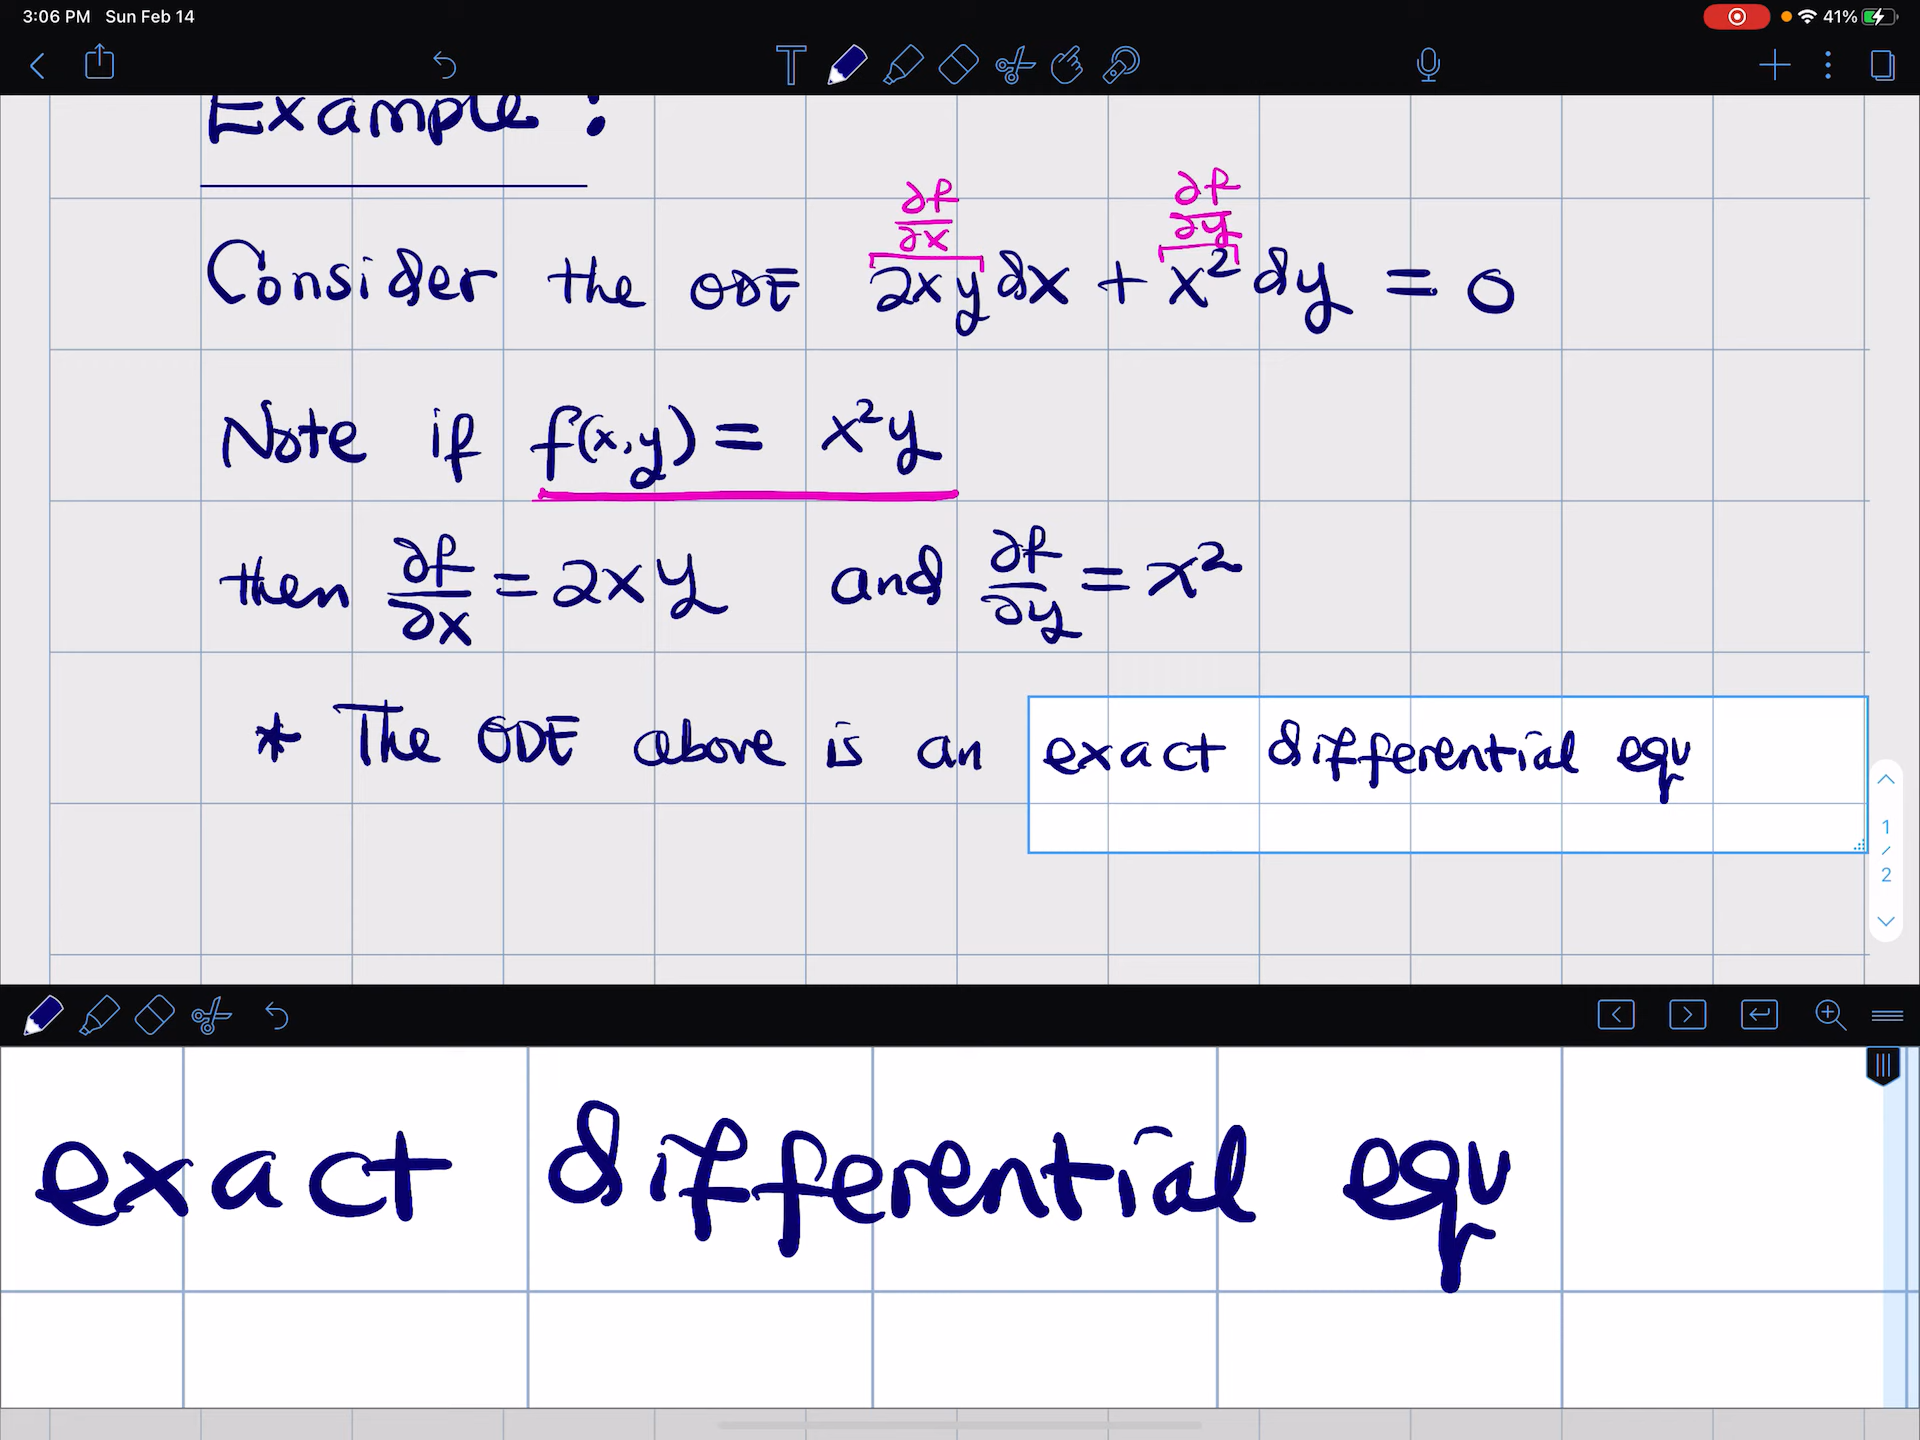 3:06 PM Sun Feb 14
41%
Example :
∂f/∂x ∂f/∂y
Consider the ODE 2xy dx + x² dy = 0
Note if f(x,y) = x²y
then ∂f/∂x = 2xy and ∂f/∂y = x²
* The ODE above is an exact differential equ
1
/
2
exact differential equ